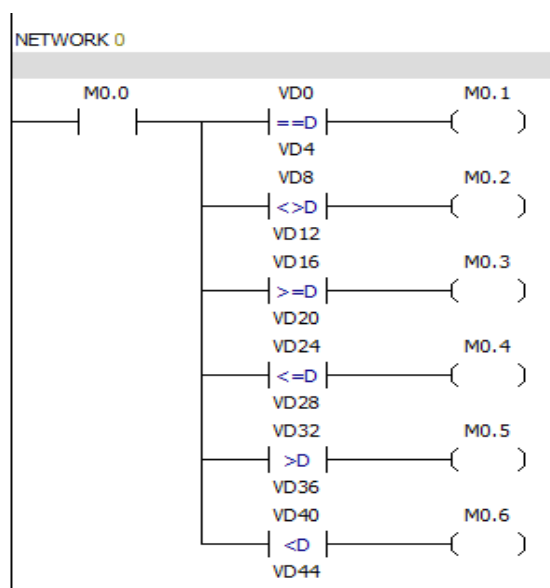 NETWORK 0
M0.0 VD0 M0.1
==D
VD4
VD8 M0.2
<>D
VD12
VD16 M0.3
>=D
VD20
VD24 M0.4
<=D
VD28
VD32 M0.5
>D
VD36
VD40 M0.6
<D
VD44